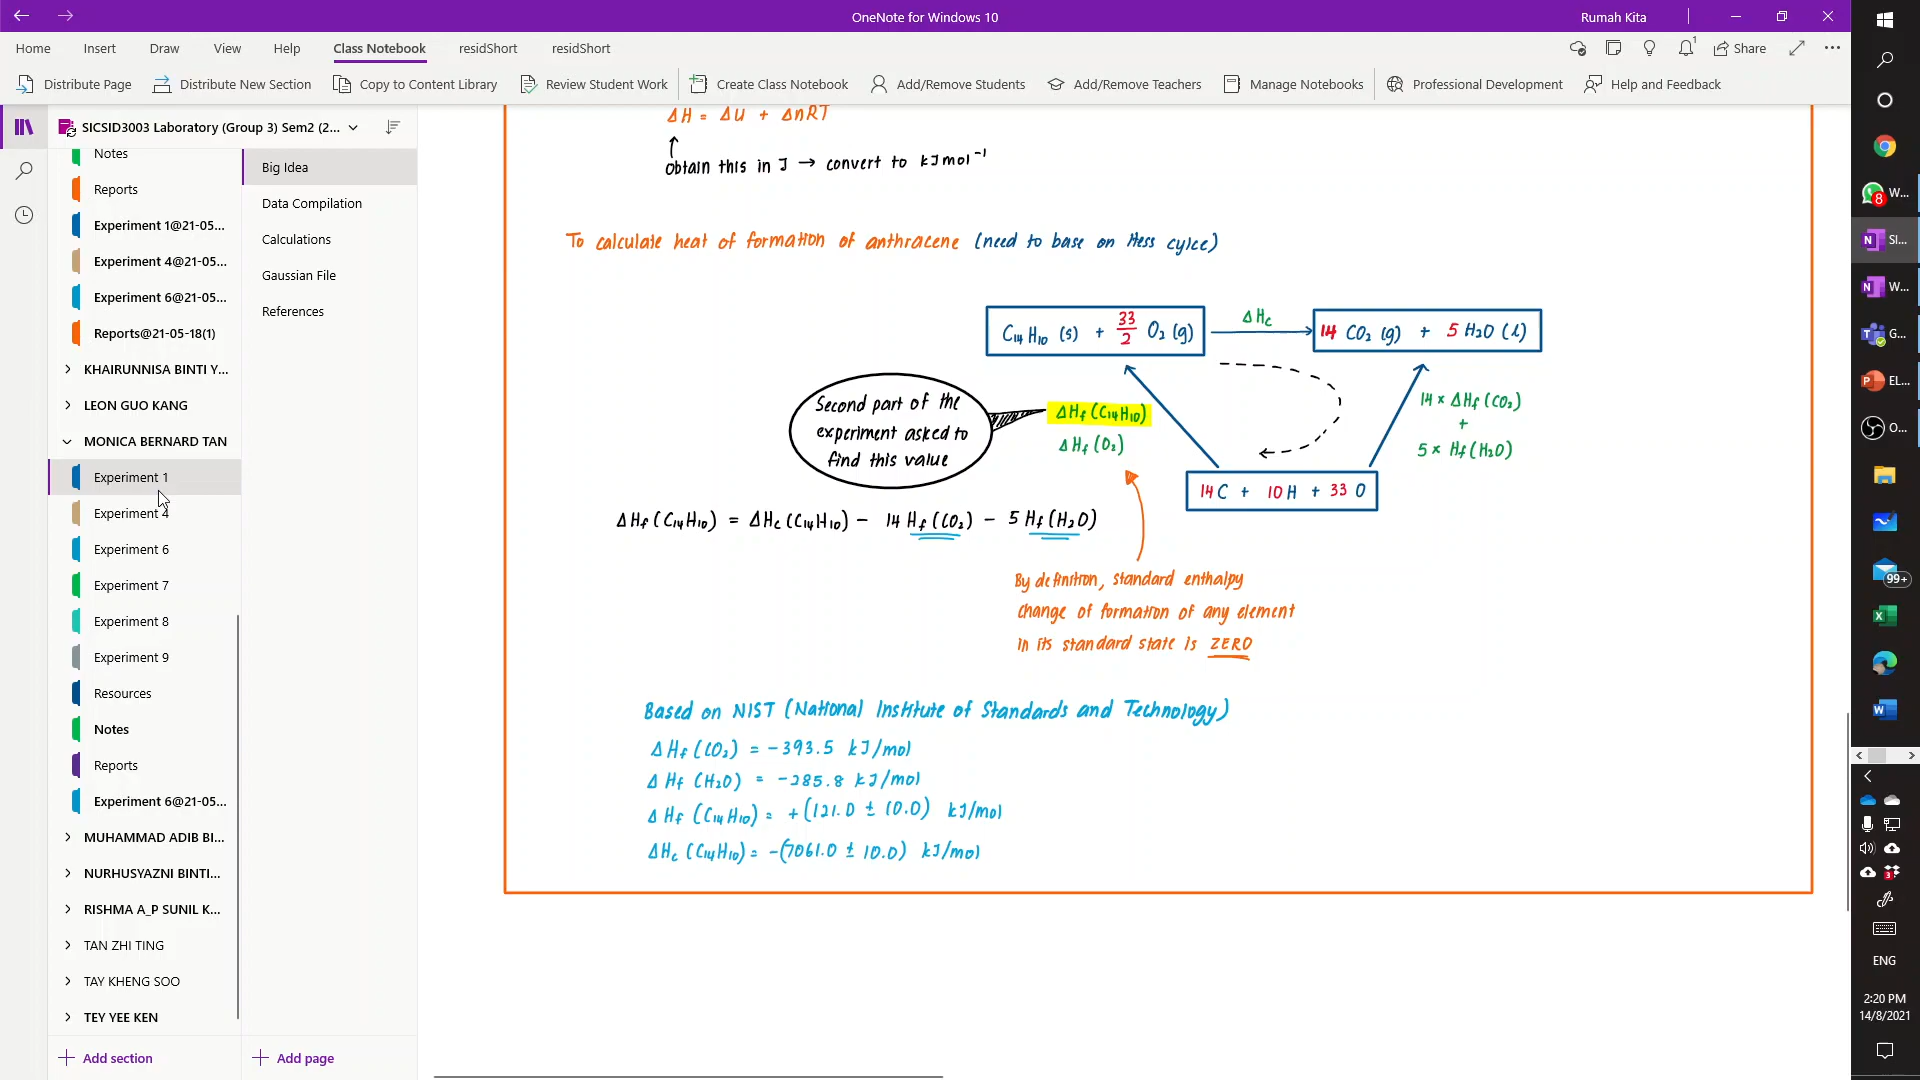 OneNote for Windows 10
Rumah Kita
Home Insert Draw View Help Class Notebook residShort residShort
1
Share
Distribute Page Distribute New Section Copy to Content Library Review Student Work Create Class Notebook Add/Remove Students Add/Remove Teachers Manage Notebooks Professional Development Help and Feedback
SICSID3003 Laboratory (Group 3) Sem2 (2...
Notes
Reports
Experiment 1@21-05...
Experiment 4@21-05...
Experiment 6@21-05...
Reports@21-05-18(1)
KHAIRUNNISA BINTI Y...
LEON GUO KANG
MONICA BERNARD TAN
Experiment 1
Experiment 4
Experiment 6
Experiment 7
Experiment 8
Experiment 9
Resources
Notes
Reports
Experiment 6@21-05...
MUHAMMAD ADIB BI...
NURHUSYAZNI BINTI...
RISHMA A_P SUNIL K...
TAN ZHI TING
TAY KHENG SOO
TEY YEE KEN
Add section
Big Idea
Data Compilation
Calculations
Gaussian File
References
Add page
ΔH = ΔU + ΔnRT
Obtain this in J → convert to kJmol⁻¹
To calculate heat of formation of anthracene (need to base on Hess cylce)
C₁₄H₁₀ (s) + 33/2 O₂ (g)
ΔHc
14 CO₂ (g) + 5 H₂O (l)
Second part of the
experiment asked to
find this value
ΔHf (C₁₄H₁₀)
ΔHf (O₂)
14 × ΔHf (CO₂)
+
5 × Hf (H₂O)
14 C + 10 H + 33 O
ΔHf (C₁₄H₁₀) = ΔHc (C₁₄H₁₀) − 14 Hf (CO₂) − 5 Hf (H₂O)
By definition, standard enthalpy
change of formation of any element
in its standard state is ZERO
Based on NIST (National Institute of Standards and Technology)
ΔHf (CO₂) = −393.5 kJ/mol
ΔHf (H₂O) = −285.8 kJ/mol
ΔHf (C₁₄H₁₀) = +(121.0 ± 10.0) kJ/mol
ΔHc (C₁₄H₁₀) = −(7061.0 ± 10.0) kJ/mol
8
W...
SI...
W...
G...
EL...
O...
99+
3
ENG
2:20 PM
14/8/2021